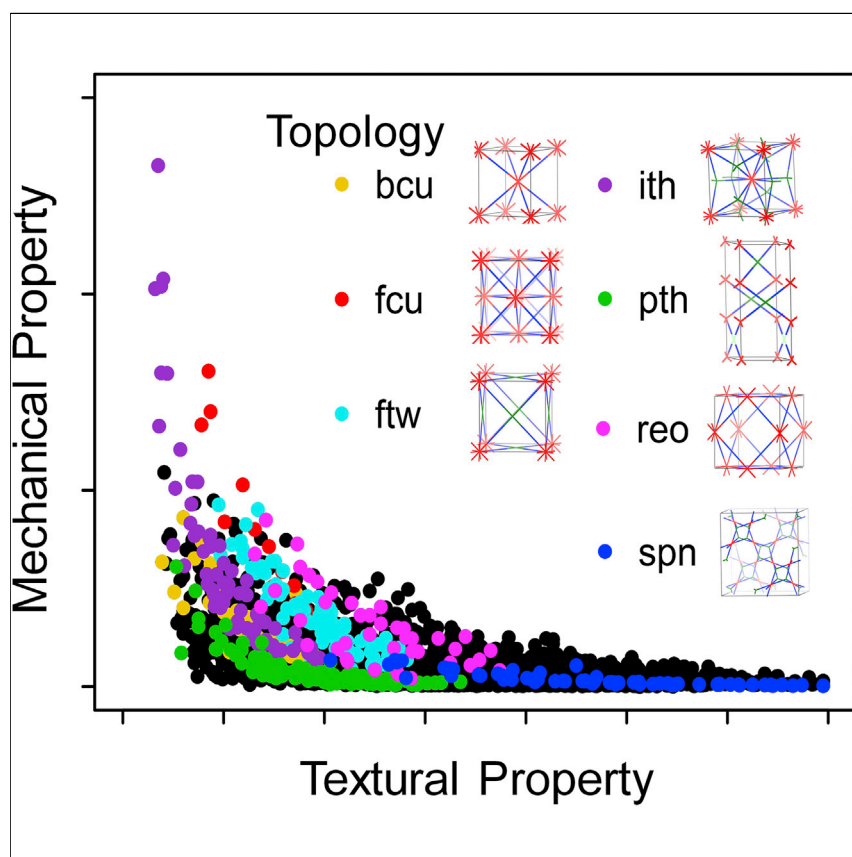 Topology
bcu
ith
fcu
pth
ftw
reo
spn
Mechanical Property
Textural Property